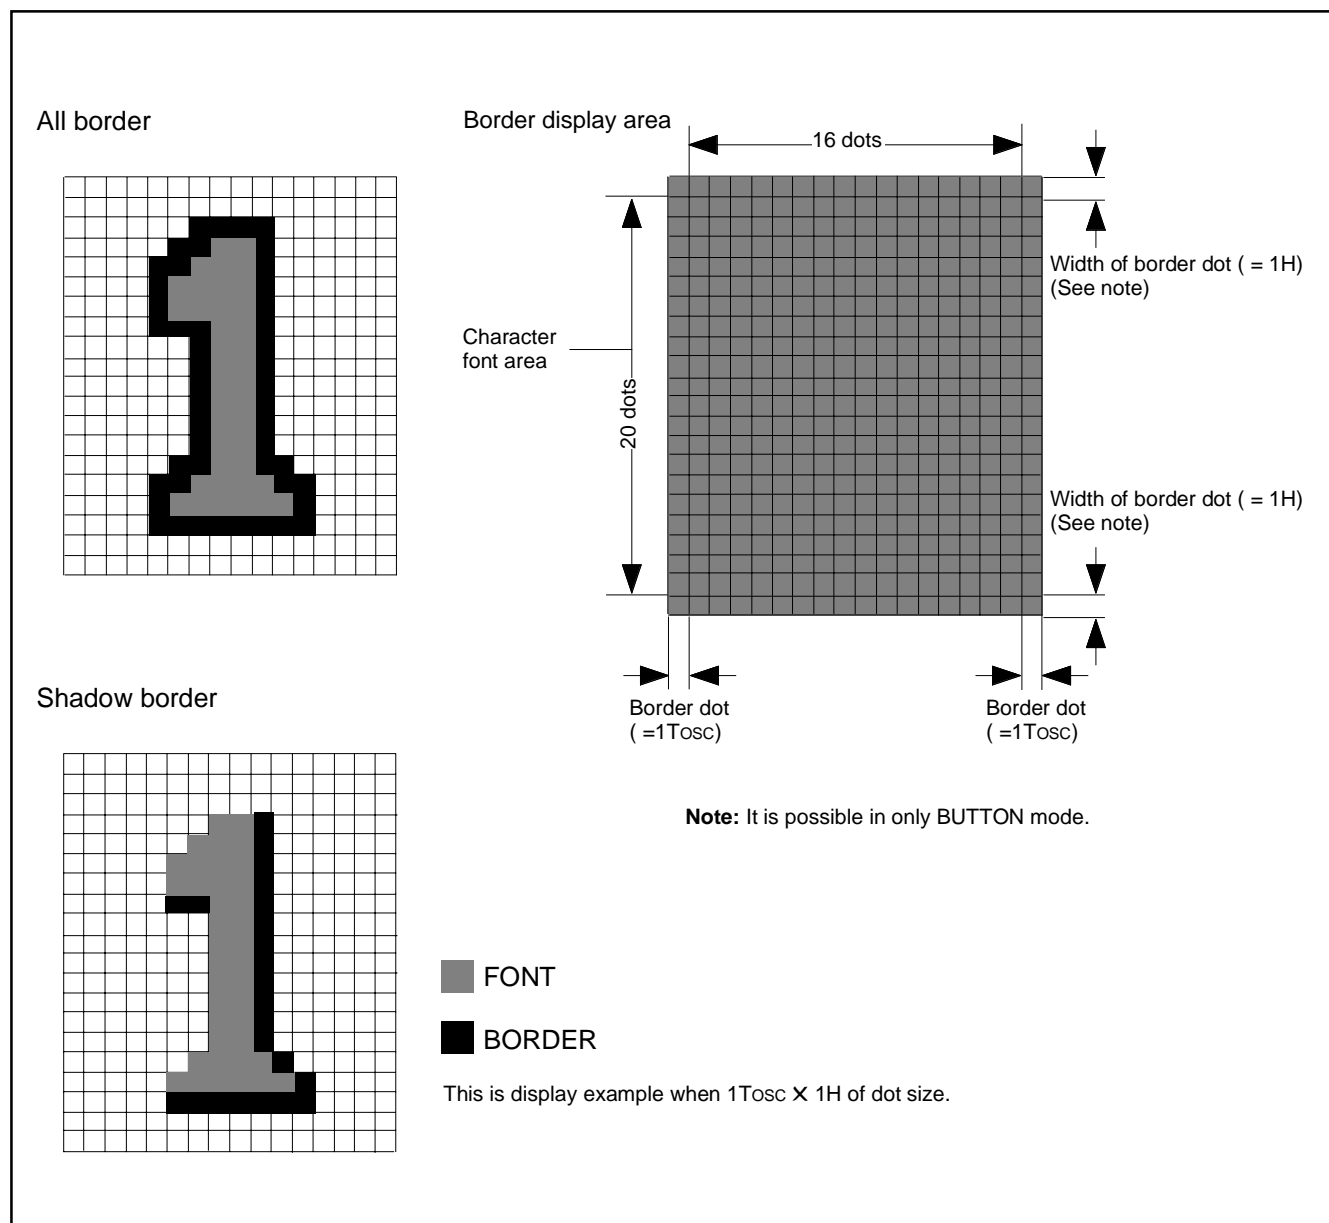 All border
Border display area
16 dots
Width of border dot ( = 1H)
(See note)
Character
font area
20 dots
Width of border dot ( = 1H)
(See note)
Border dot
( =1TOSC)
Border dot
( =1TOSC)
Shadow border
Note: It is possible in only BUTTON mode.
FONT
BORDER
This is display example when 1TOSC × 1H of dot size.